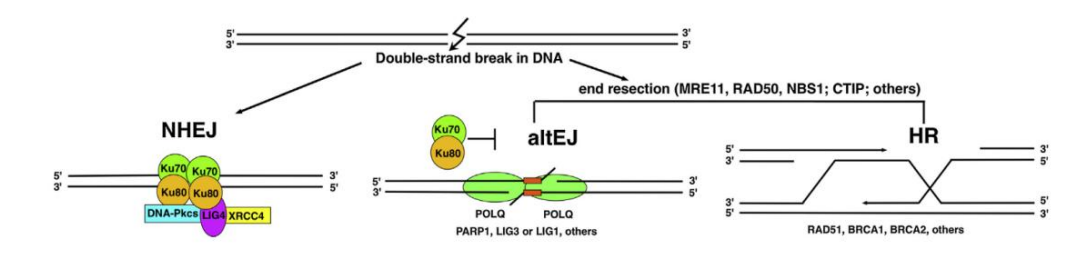 5' 3'
3' 5'
Double-strand break in DNA
end resection (MRE11, RAD50, NBS1; CTIP; others)
NHEJ
Ku70 Ku70
Ku80 Ku80
DNA-Pkcs LIG4 XRCC4
5' 3'
3' 5'
altEJ
Ku70
Ku80
5' 3'
3' 5'
POLQ POLQ
PARP1, LIG3 or LIG1, others
HR
5' 3'
3' 5'
3' 5'
5' 3'
RAD51, BRCA1, BRCA2, others